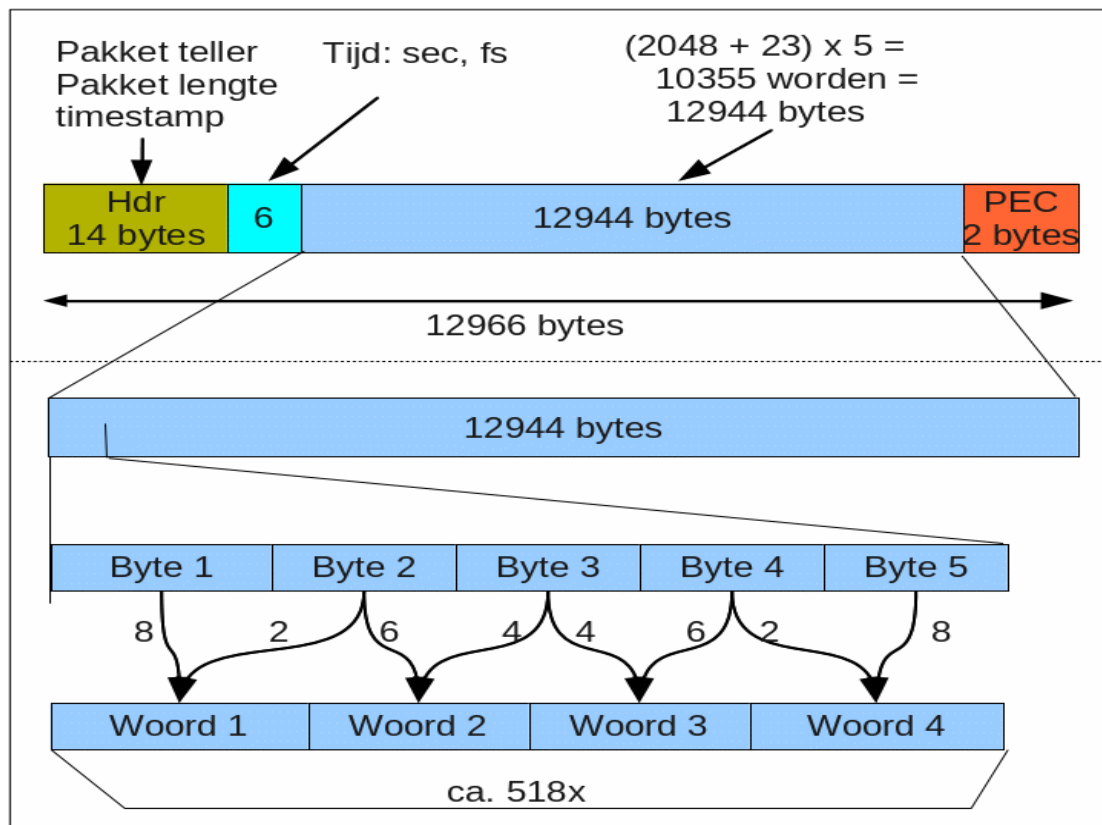 Pakket teller
Pakket lengte
timestamp
Tijd: sec, fs
(2048 + 23) x 5 =
10355 worden =
12944 bytes
Hdr
14 bytes
6
12944 bytes
PEC
2 bytes
12966 bytes
12944 bytes
Byte 1
Byte 2
Byte 3
Byte 4
Byte 5
8
2
6
4
4
6
2
8
Woord 1
Woord 2
Woord 3
Woord 4
ca. 518x